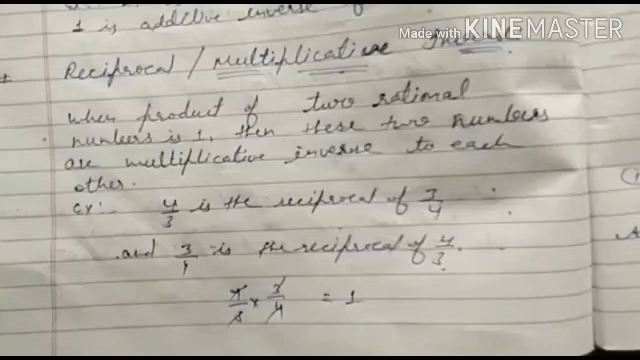 1 is additive inverse of
Made with KINEMASTER
Reciprocal / multiplicative Inverse
when product of two rational
numbers is 1, then these two numbers
are multiplicative inverse to each
other.
ex:- 4/3 is the reciprocal of 3/4
and 3/4 is the reciprocal of 4/3.
4/3 × 3/4 = 1